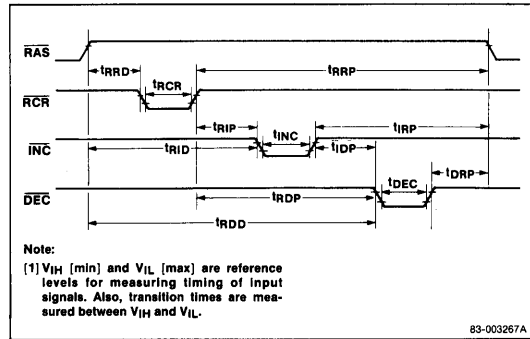 RAS
tRRD
tRCR
tRRP
RCR
tRIP
tINC
tIRP
INC
tRID
tIDP
tDEC
tDRP
DEC
tRDP
tRDD
Note:
[1] VIH [min] and VIL [max] are reference
levels for measuring timing of input
signals. Also, transition times are mea-
sured between VIH and VIL.
83-003267A